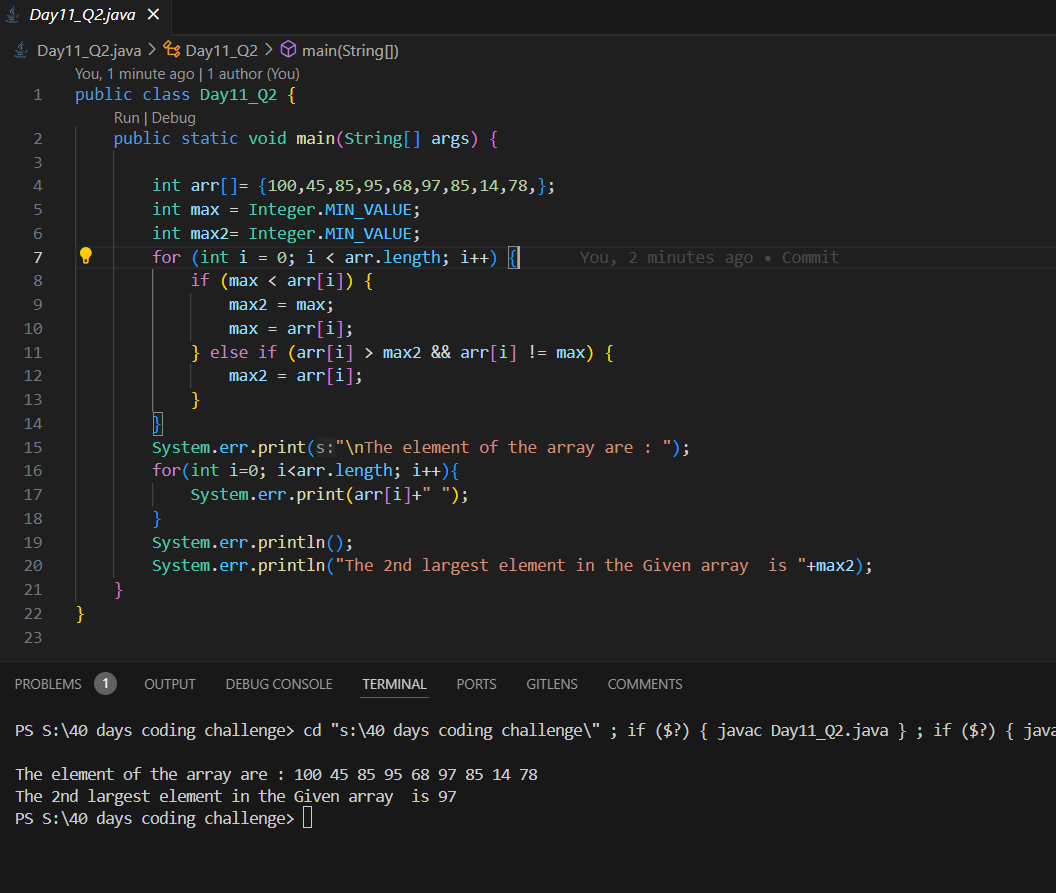 Day11_Q2.java
Day11_Q2.java > Day11_Q2 > main(String[])
You, 1 minute ago | 1 author (You)
1 public class Day11_Q2 {
Run | Debug
2 public static void main(String[] args) {
3
4 int arr[]= {100,45,85,95,68,97,85,14,78,};
5 int max = Integer.MIN_VALUE;
6 int max2= Integer.MIN_VALUE;
7 for (int i = 0; i < arr.length; i++) { You, 2 minutes ago • Commit
8 if (max < arr[i]) {
9 max2 = max;
10 max = arr[i];
11 } else if (arr[i] > max2 && arr[i] != max) {
12 max2 = arr[i];
13 }
14 }
15 System.err.print(s:"\nThe element of the array are : ");
16 for(int i=0; i<arr.length; i++){
17 System.err.print(arr[i]+" ");
18 }
19 System.err.println();
20 System.err.println("The 2nd largest element in the Given array  is "+max2);
21 }
22 }
23
PROBLEMS 1 OUTPUT DEBUG CONSOLE TERMINAL PORTS GITLENS COMMENTS
PS S:\40 days coding challenge> cd "s:\40 days coding challenge\" ; if ($?) { javac Day11_Q2.java } ; if ($?) { java
The element of the array are : 100 45 85 95 68 97 85 14 78
The 2nd largest element in the Given array  is 97
PS S:\40 days coding challenge>